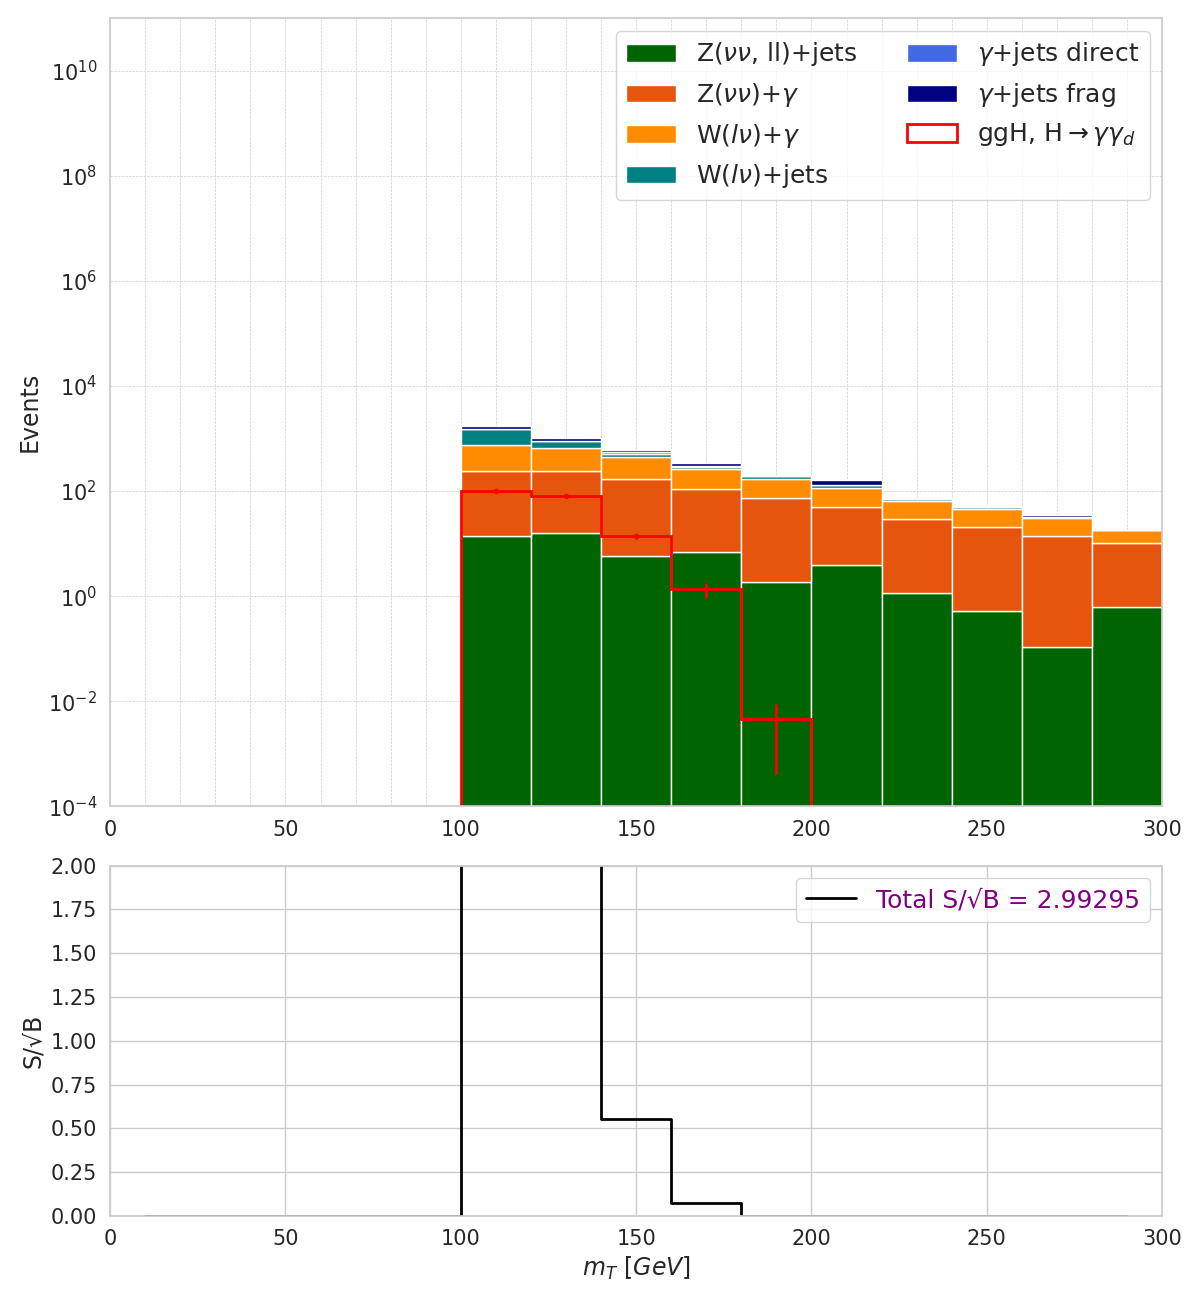 Events
10^10
10^8
10^6
10^4
10^2
10^0
10^−2
10^−4
Z(νν, ll)+jets
Z(νν)+γ
W(lν)+γ
W(lν)+jets
γ+jets direct
γ+jets frag
ggH, H→γγ_d
0 50 100 150 200 250 300
S/√B
2.00
1.75
1.50
1.25
1.00
0.75
0.50
0.25
0.00
Total S/√B = 2.99295
0 50 100 150 200 250 300
m_T [GeV]